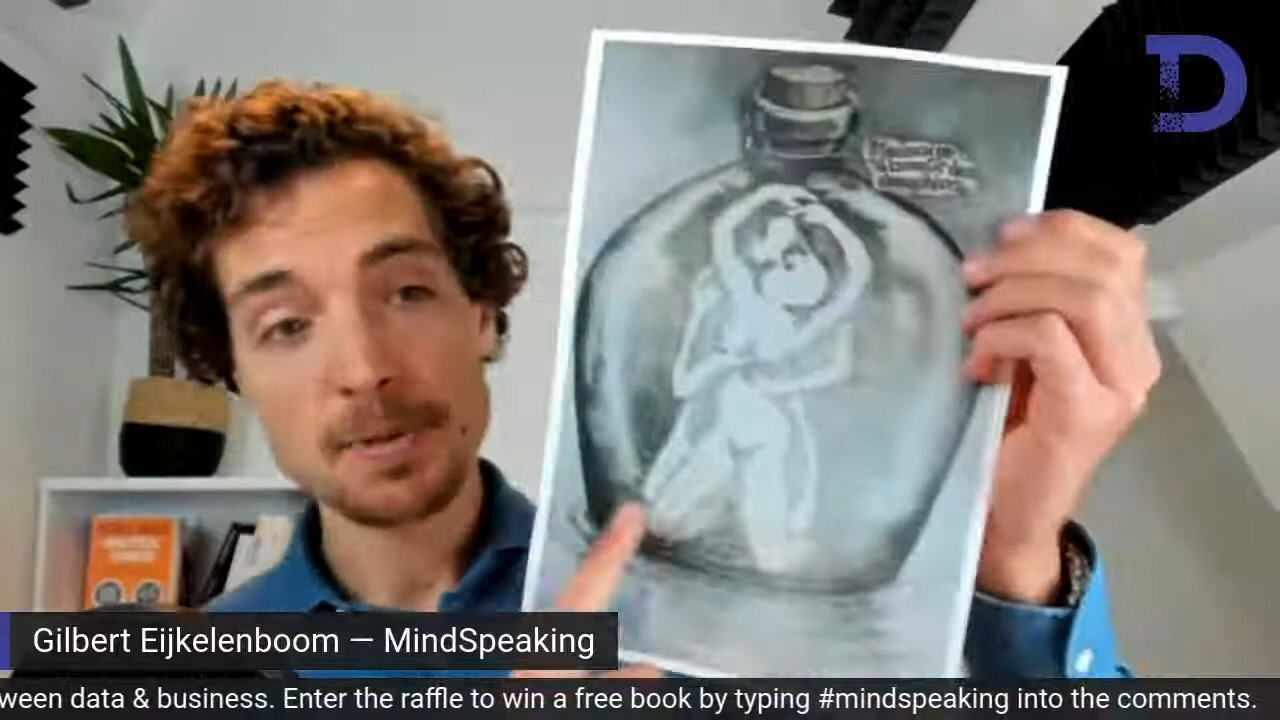 Gilbert Eijkelenboom — MindSpeaking
ween data & business. Enter the raffle to win a free book by typing #mindspeaking into the comments.